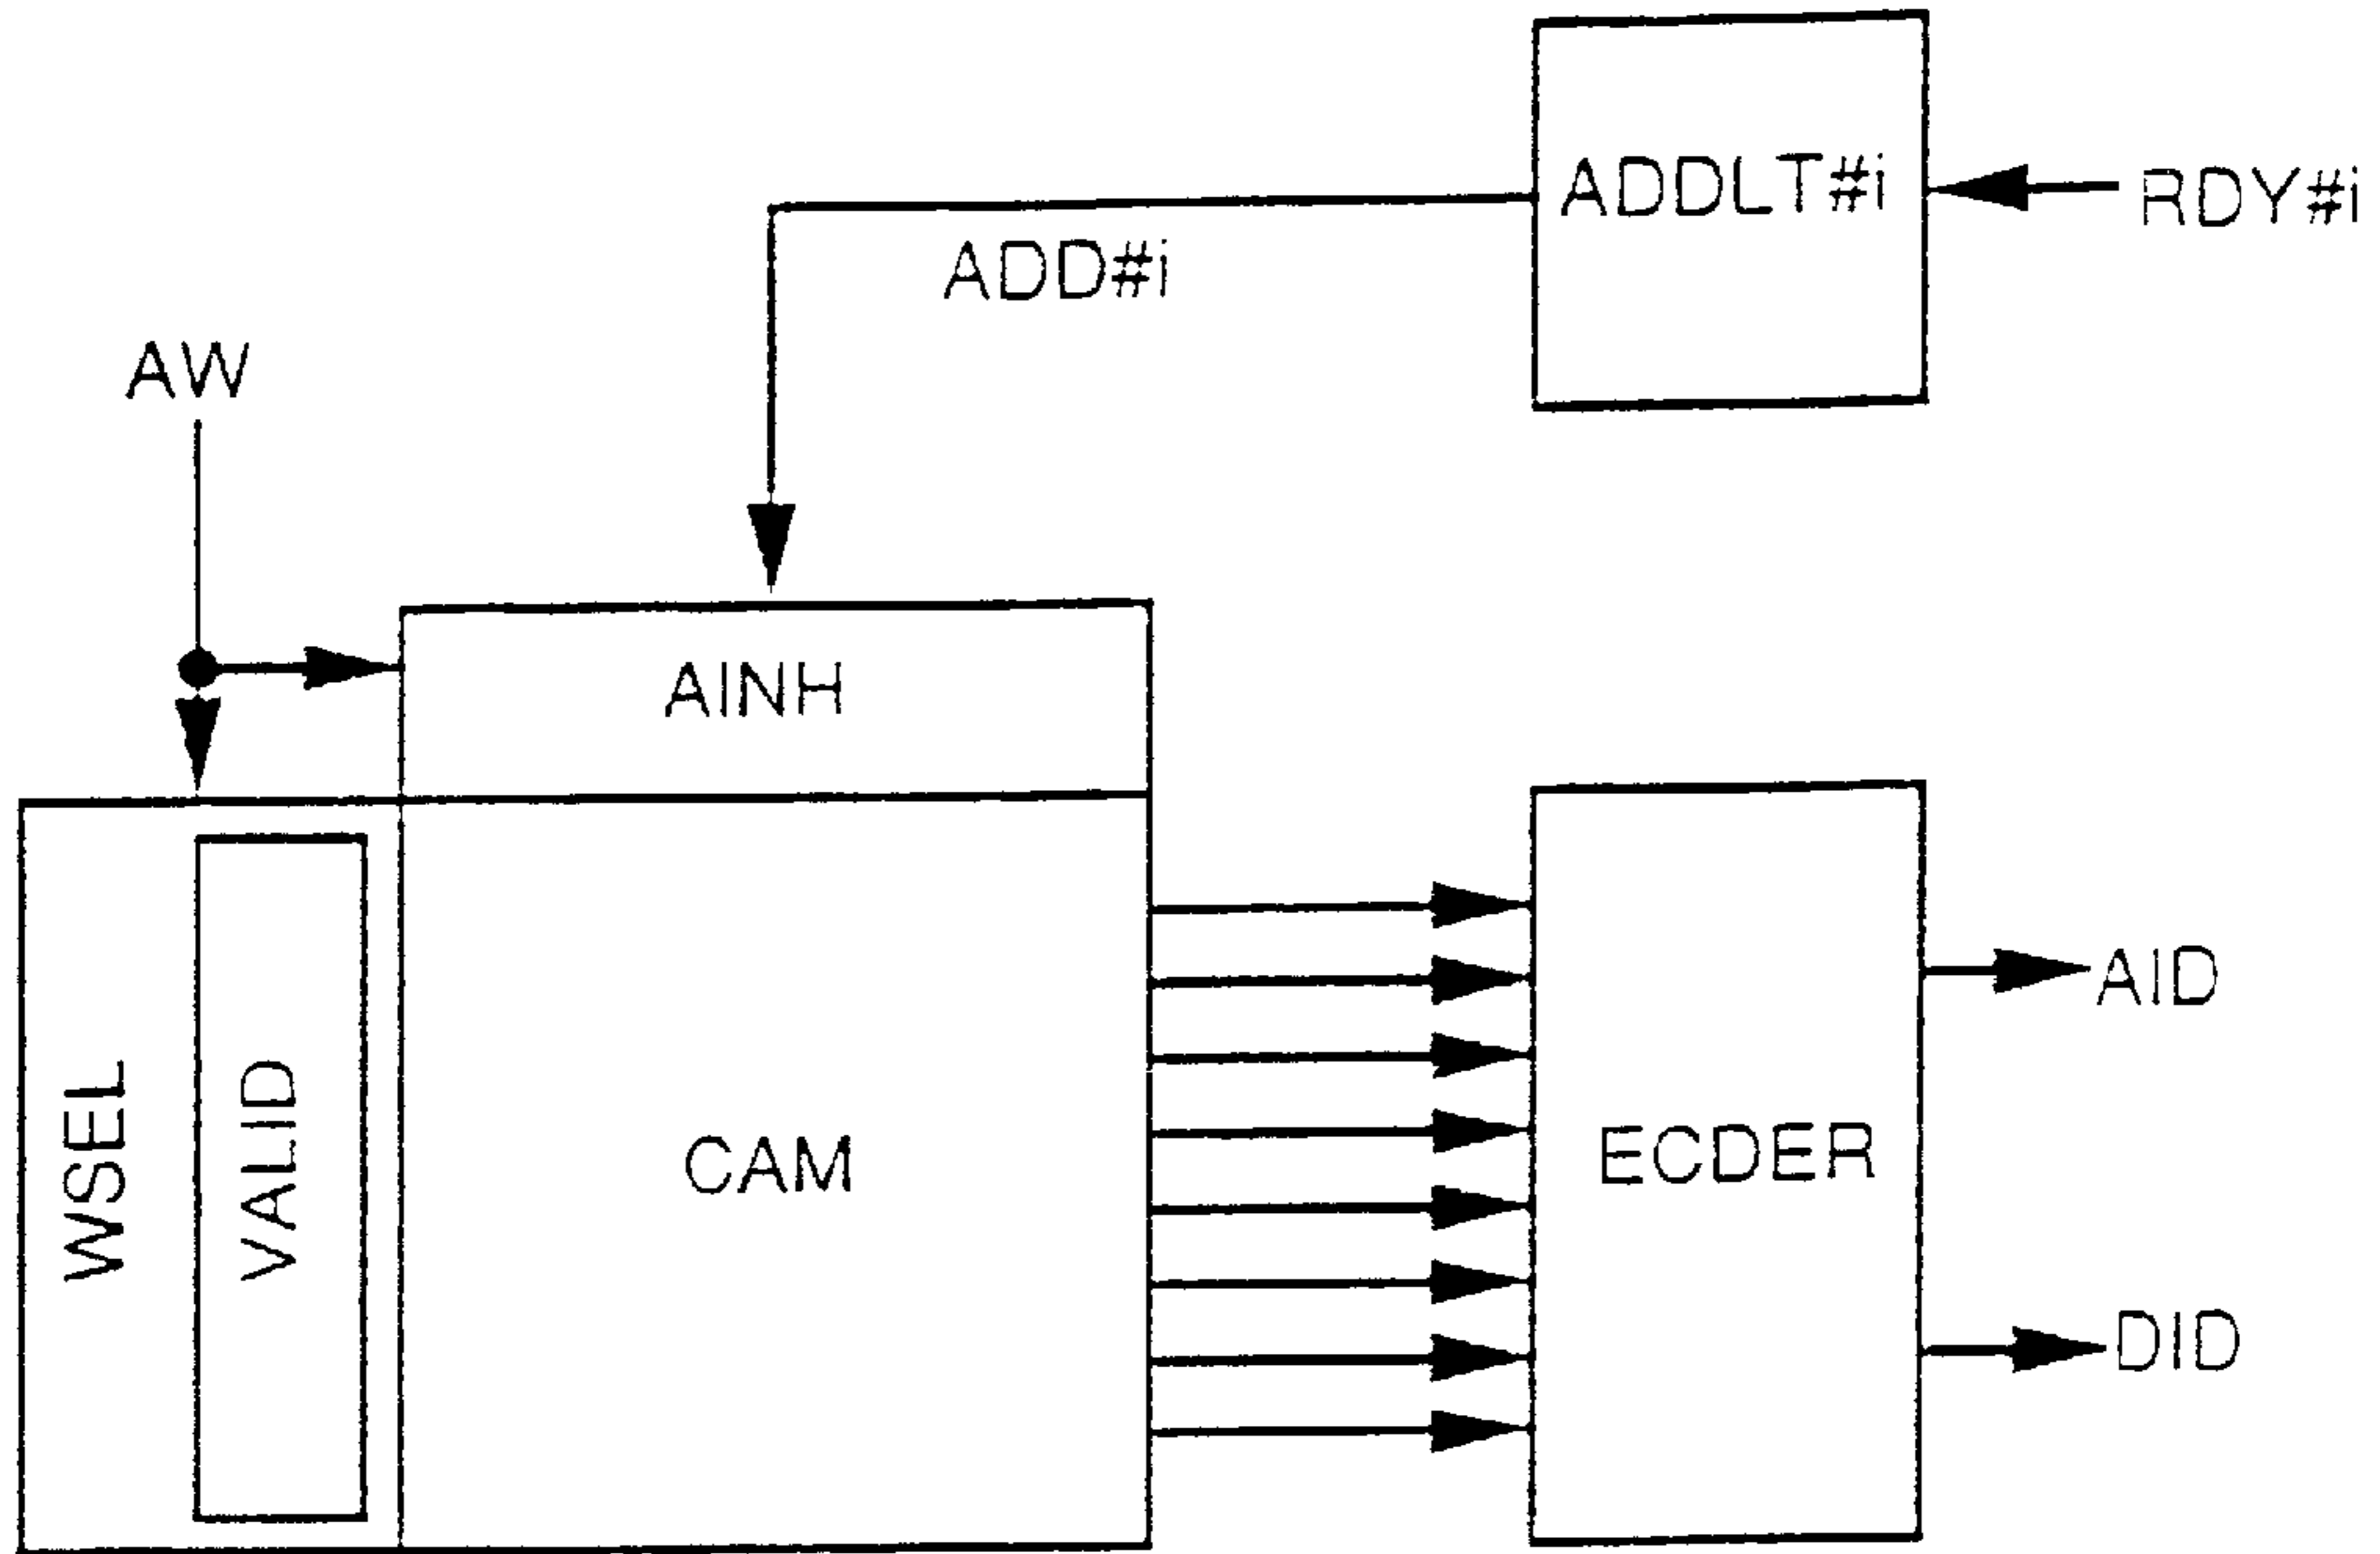 ADDLT#i
RDY#i
ADD#i
AW
AINH
WSEL
VALID
CAM
ECDER
AID
DID